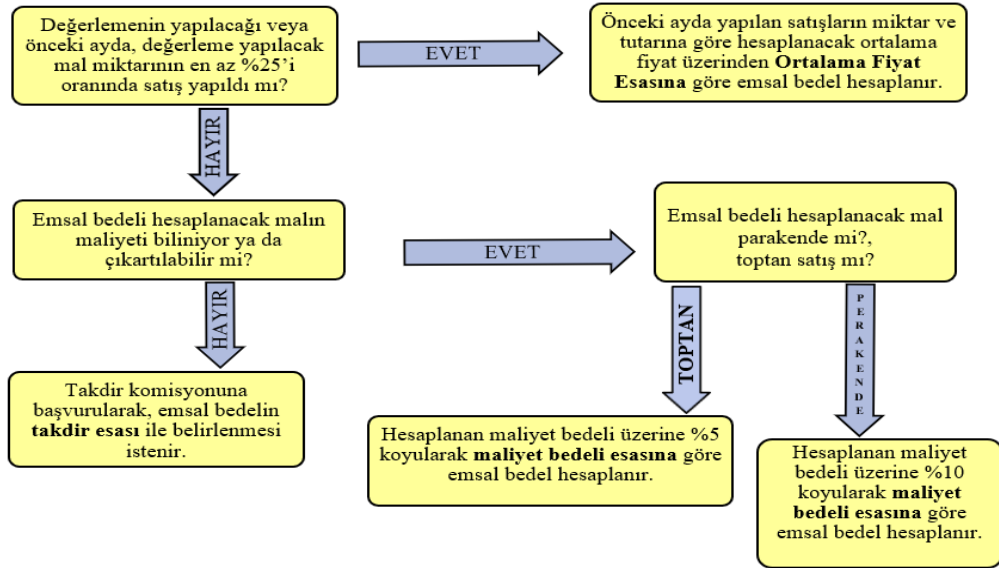 Değerlemenin yapılacağı veya
önceki ayda, değerleme yapılacak
mal miktarının en az %25'i
oranında satış yapıldı mı?
EVET
Önceki ayda yapılan satışların miktar ve
tutarına göre hesaplanacak ortalama
fiyat üzerinden Ortalama Fiyat
Esasına göre emsal bedel hesaplanır.
HAYIR
Emsal bedeli hesaplanacak malın
maliyeti biliniyor ya da
çıkartılabilir mi?
EVET
Emsal bedeli hesaplanacak mal
parakende mi?,
toptan satış mı?
HAYIR
TOPTAN
PERAKENDE
Takdir komisyonuna
başvurularak, emsal bedelin
takdir esası ile belirlenmesi
istenir.
Hesaplanan maliyet bedeli üzerine %5
koyularak maliyet bedeli esasına göre
emsal bedel hesaplanır.
Hesaplanan maliyet
bedeli üzerine %10
koyularak maliyet
bedeli esasına göre
emsal bedel hesaplanır.